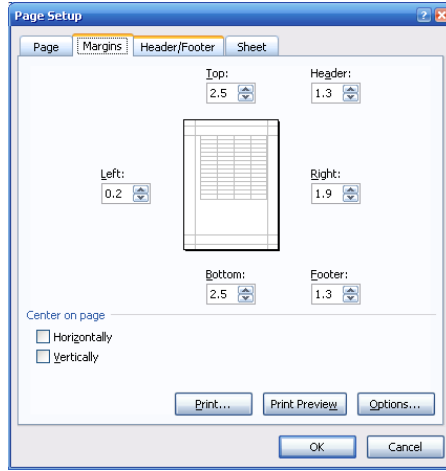 Page Setup
Page Margins Header/Footer Sheet
Top: Header:
2.5 1.3
Left: Right:
0.2 1.9
Bottom: Footer:
2.5 1.3
Center on page
Horizontally
Vertically
Print... Print Preview Options...
OK Cancel